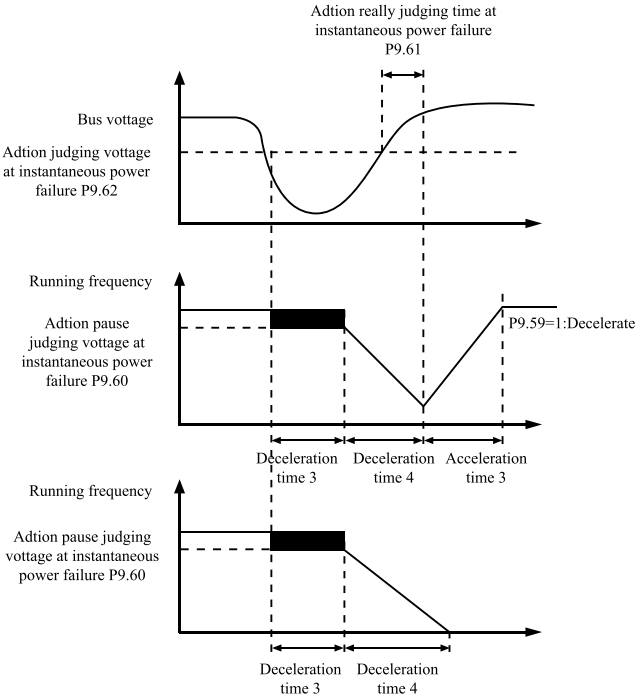 Adtion really judging time at
instantaneous power failure
P9.61
Bus vottage
Adtion judging vottage
at instantaneous power
failure P9.62
Running frequency
Adtion pause
judging vottage at
instantaneous power
failure P9.60
P9.59=1:Decelerate
Deceleration
time 3
Deceleration
time 4
Acceleration
time 3
Running frequency
Adtion pause judging
vottage at instantaneous
power failure P9.60
Deceleration
time 3
Deceleration
time 4